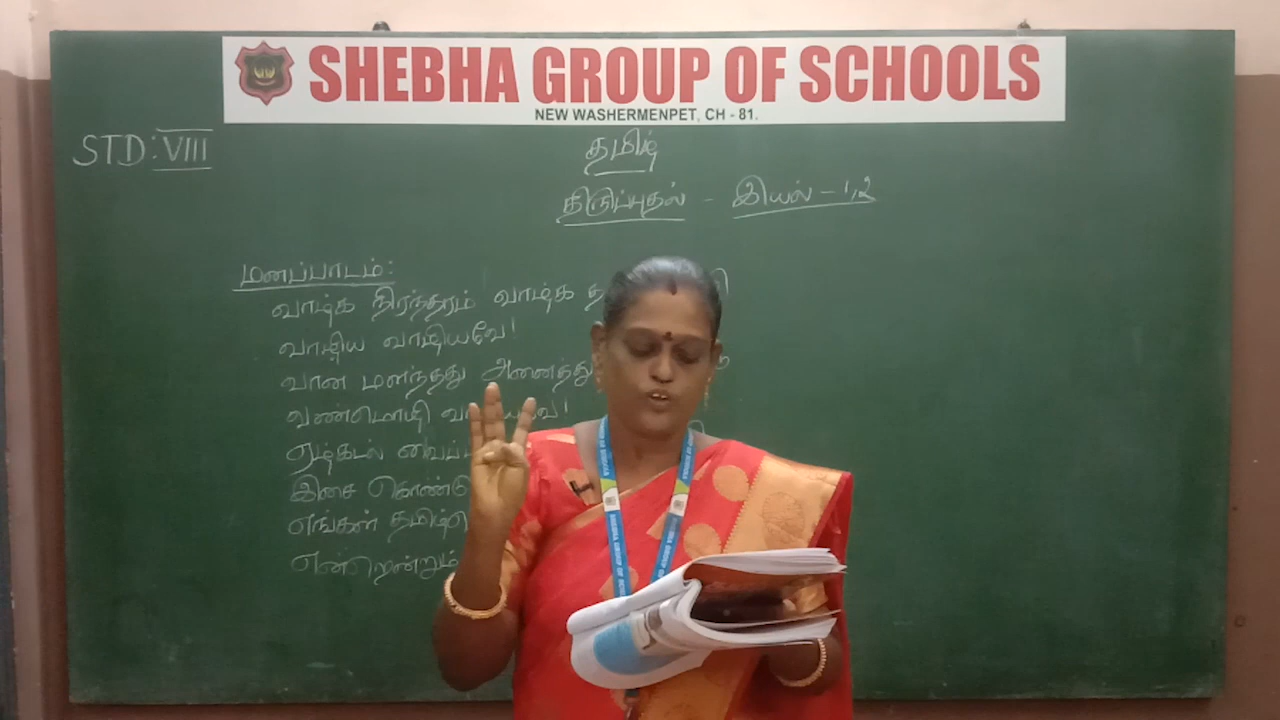 SHEBHA GROUP OF SCHOOLS
NEW WASHERMENPET, CH - 81.
STD: VIII
தமிழ்
திருப்புதல் - இயல் - 1,2
மனப்பாடம்:
வாழ்க நிரந்தரம் வாழ்க
வாழிய வாழியவே!
வான மளந்தது அனைத்து
வண்மொழி
ஏழ்கடல்
இசை கொண்டு
எங்கள்
என்றென்றும்